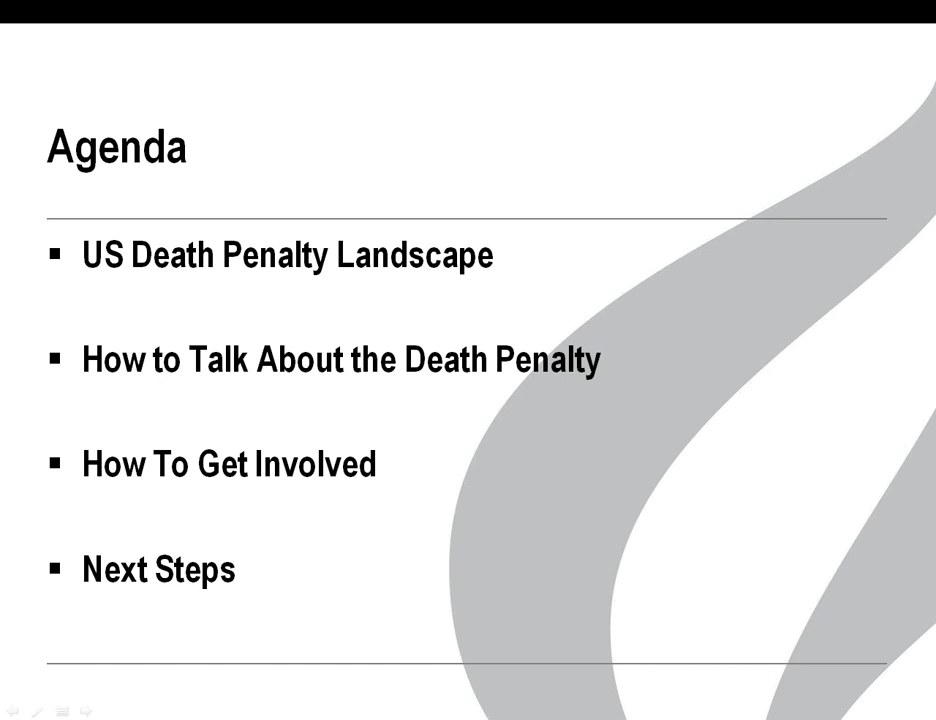 Agenda
▪ US Death Penalty Landscape
▪ How to Talk About the Death Penalty
▪ How To Get Involved
▪ Next Steps